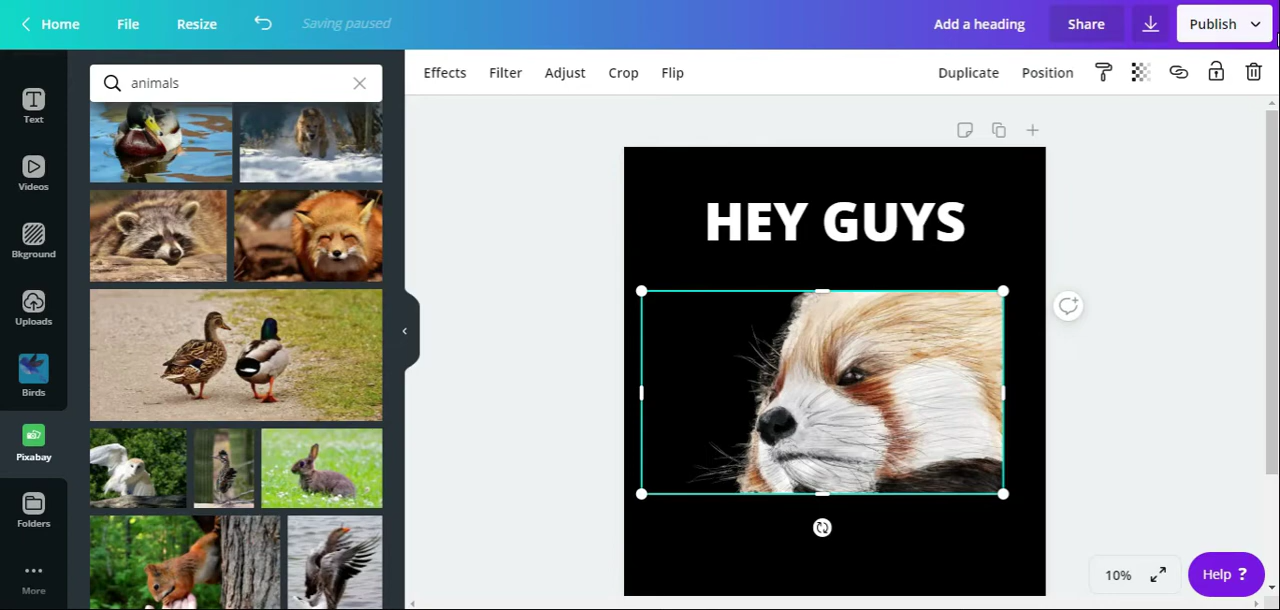 Home File Resize Saving paused Add a heading Share Publish
animals
Effects Filter Adjust Crop Flip Duplicate Position
Text
Videos
Bkground
Uploads
Birds
Pixabay
Folders
More
HEY GUYS
10% Help ?